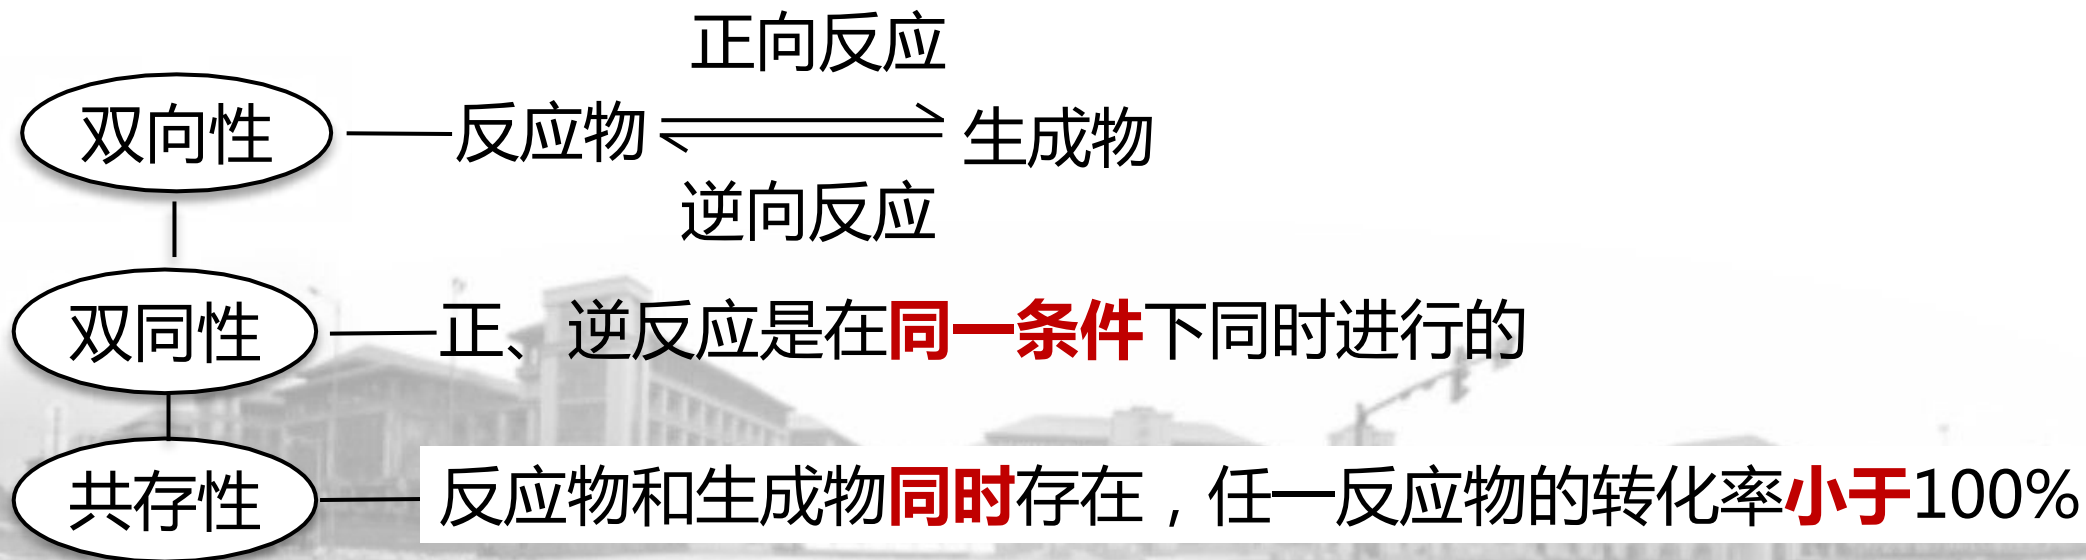 正向反应
双向性
反应物
生成物
逆向反应
双同性
正、逆反应是在同一条件下同时进行的
共存性
反应物和生成物同时存在，任一反应物的转化率小于100%